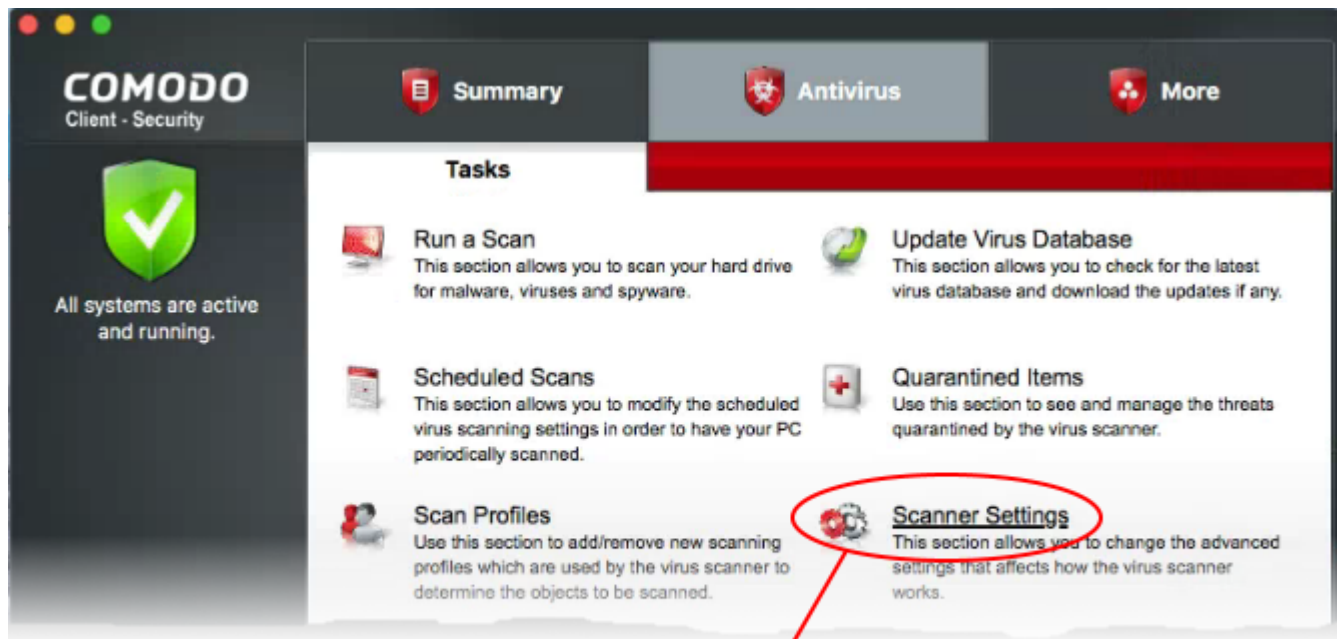 COMODO
Client - Security
Summary
Antivirus
More
Tasks
All systems are active
and running.
Run a Scan
This section allows you to scan your hard drive
for malware, viruses and spyware.
Update Virus Database
This section allows you to check for the latest
virus database and download the updates if any.
Scheduled Scans
This section allows you to modify the scheduled
virus scanning settings in order to have your PC
periodically scanned.
Quarantined Items
Use this section to see and manage the threats
quarantined by the virus scanner.
Scan Profiles
Use this section to add/remove new scanning
profiles which are used by the virus scanner to
determine the objects to be scanned.
Scanner Settings
This section allows you to change the advanced
settings that affects how the virus scanner
works.